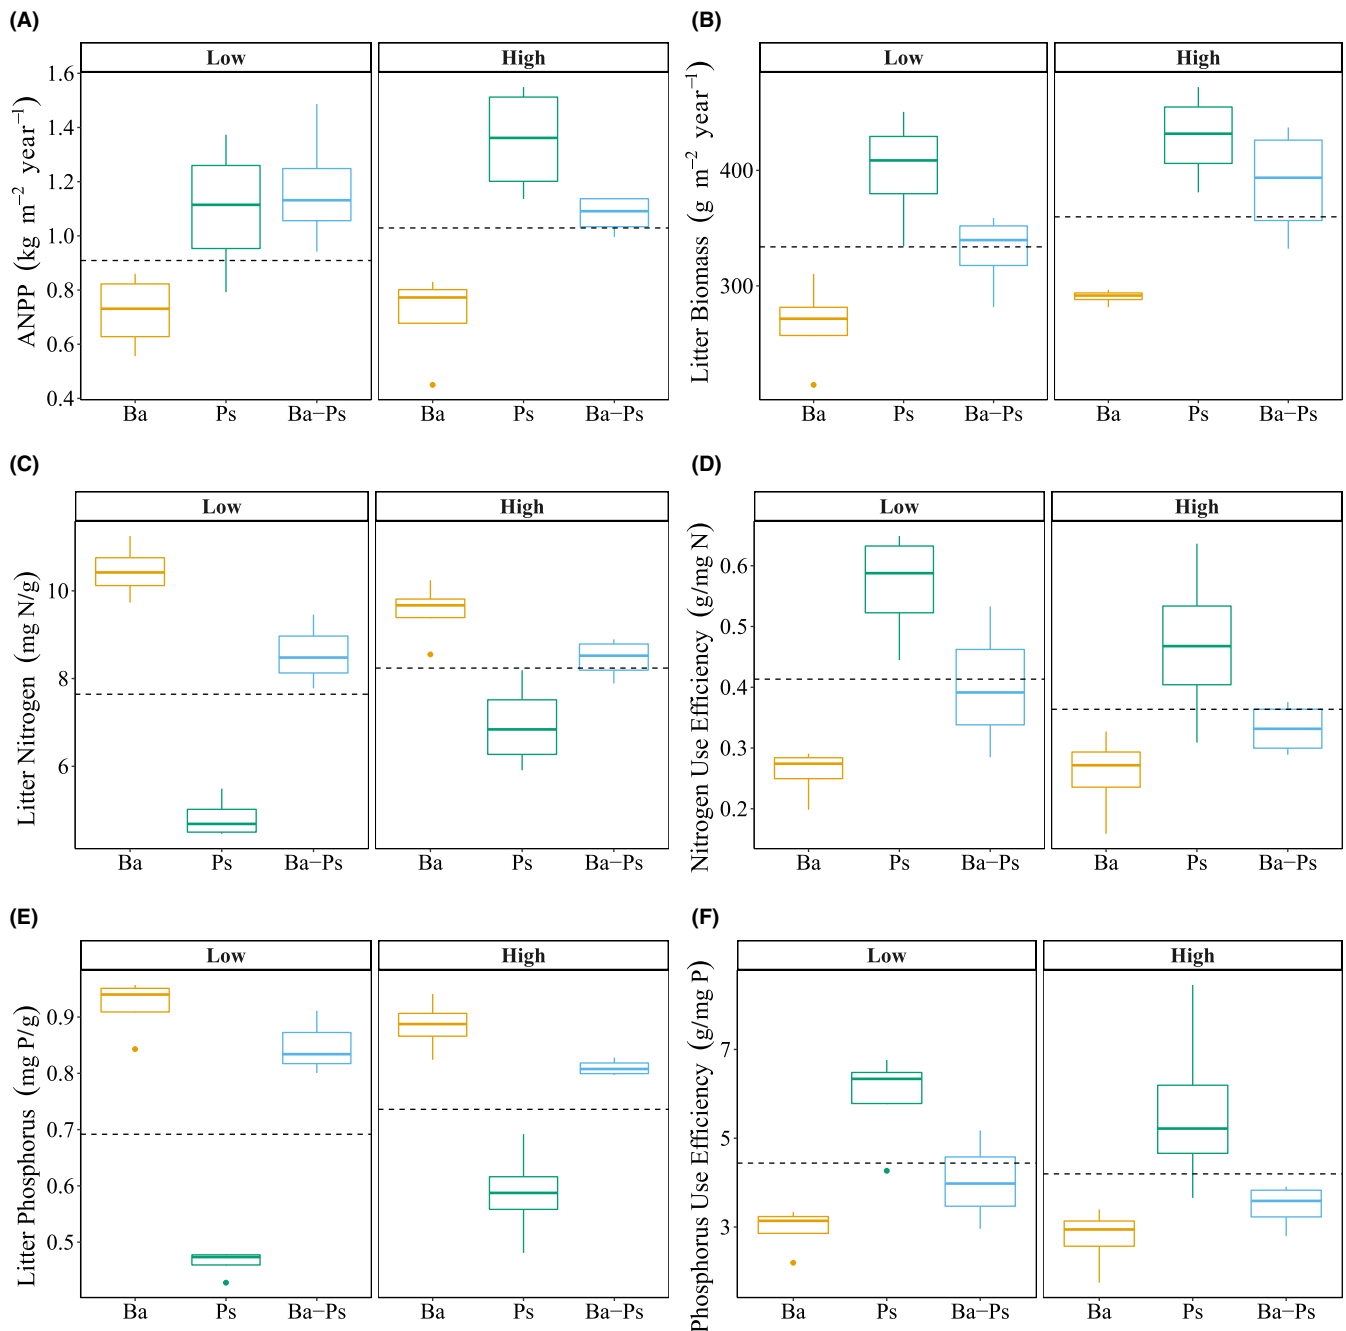 (A)
Low High
ANPP (kg m−2 year−1)
1.6
1.4
1.2
1.0
0.8
0.6
0.4
Ba Ps Ba−Ps Ba Ps Ba−Ps
(B)
Low High
Litter Biomass (g m−2 year−1)
400
300
Ba Ps Ba−Ps Ba Ps Ba−Ps
(C)
Low High
Litter Nitrogen (mg N/g)
10
8
6
Ba Ps Ba−Ps Ba Ps Ba−Ps
(D)
Low High
Nitrogen Use Efficiency (g/mg N)
0.6
0.5
0.4
0.3
0.2
Ba Ps Ba−Ps Ba Ps Ba−Ps
(E)
Low High
Litter Phosphorus (mg P/g)
0.9
0.8
0.7
0.6
0.5
Ba Ps Ba−Ps Ba Ps Ba−Ps
(F)
Low High
Phosphorus Use Efficiency (g/mg P)
7
5
3
Ba Ps Ba−Ps Ba Ps Ba−Ps